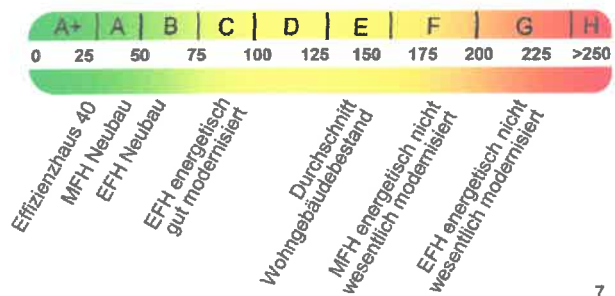 A+ A B C D E F G H
0 25 50 75 100 125 150 175 200 225 >250
Effizienzhaus 40
MFH Neubau
EFH Neubau
EFH energetisch
gut modernisiert
Durchschnitt
Wohngebäudebestand
MFH energetisch nicht
wesentlich modernisiert
EFH energetisch nicht
wesentlich modernisiert
7